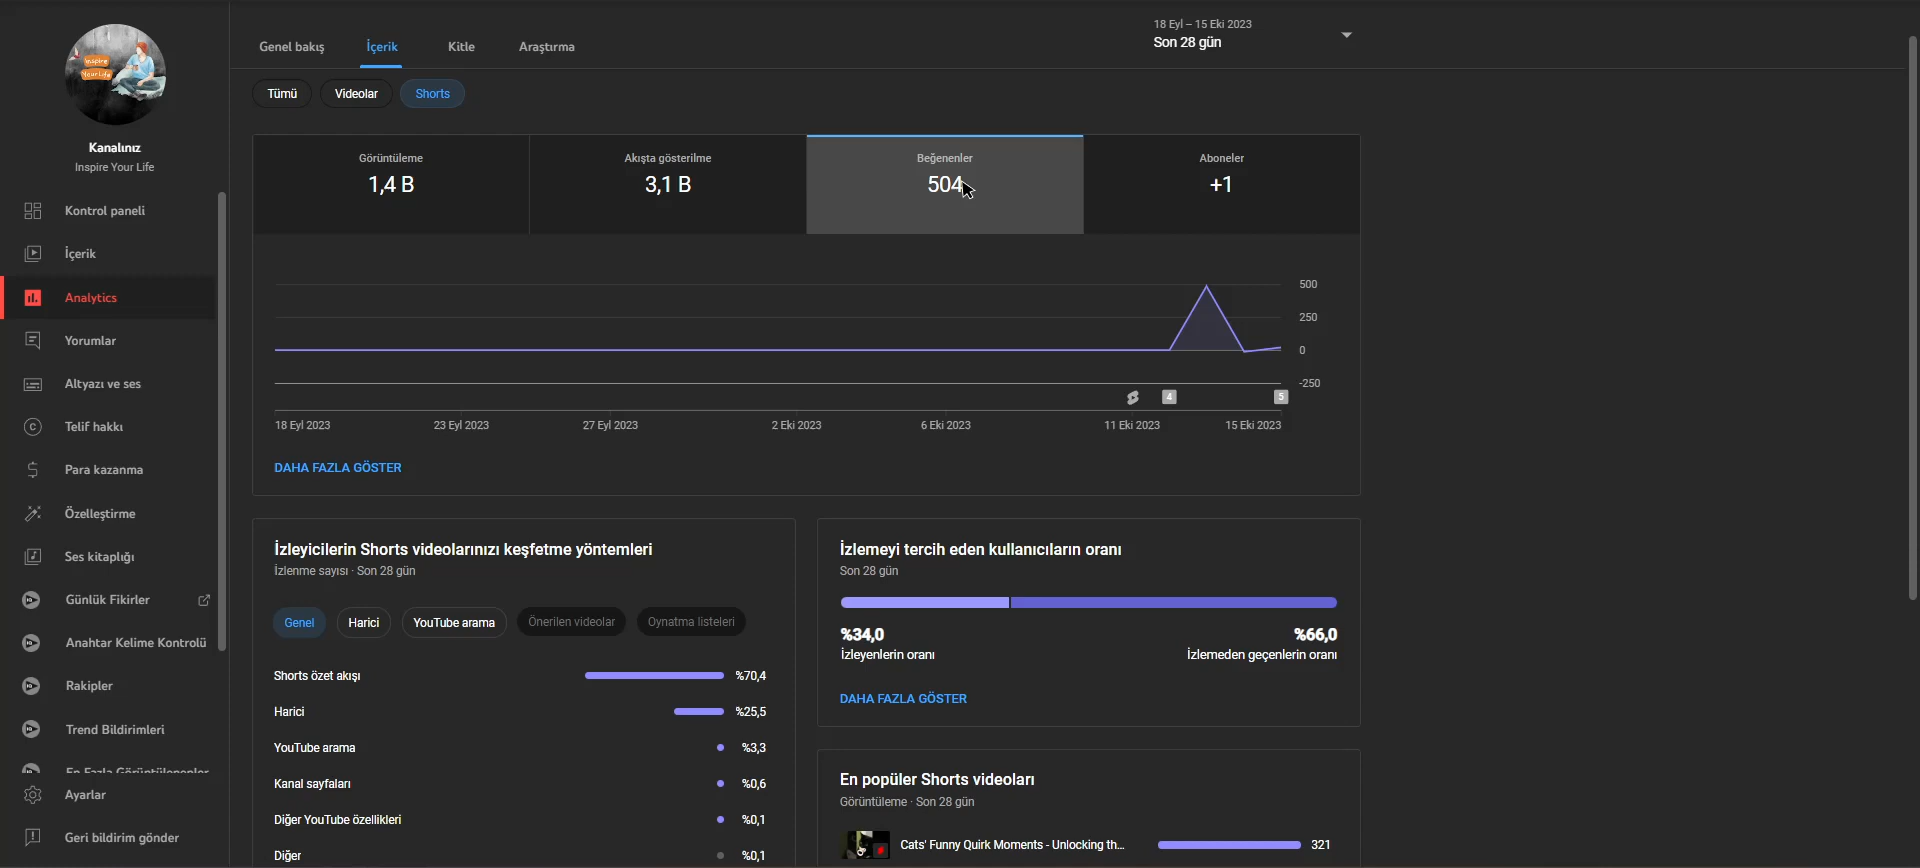 Inspire
Your Life
Kanalınız
Inspire Your Life
Kontrol paneli
İçerik
Analytics
Yorumlar
Altyazı ve ses
Telif hakkı
Para kazanma
Özelleştirme
Ses kitaplığı
Günlük Fikirler
Anahtar Kelime Kontrolü
Rakipler
Trend Bildirimleri
En Fazla Görüntülenenler
Ayarlar
Geri bildirim gönder
Genel bakış
İçerik
Kitle
Araştırma
18 Eyl – 15 Eki 2023
Son 28 gün
Tümü
Videolar
Shorts
Görüntüleme
1,4 B
Akışta gösterilme
3,1 B
Beğenenler
504
Aboneler
+1
500
250
0
-250
4
5
18 Eyl 2023
23 Eyl 2023
27 Eyl 2023
2 Eki 2023
6 Eki 2023
11 Eki 2023
15 Eki 2023
DAHA FAZLA GÖSTER
İzleyicilerin Shorts videolarınızı keşfetme yöntemleri
İzlenme sayısı · Son 28 gün
Genel
Harici
YouTube arama
Önerilen videolar
Oynatma listeleri
Shorts özet akışı %70,4
Harici %25,5
YouTube arama %3,3
Kanal sayfaları %0,6
Diğer YouTube özellikleri %0,1
Diğer %0,1
İzlemeyi tercih eden kullanıcıların oranı
Son 28 gün
%34,0 %66,0
İzleyenlerin oranı İzlemeden geçenlerin oranı
DAHA FAZLA GÖSTER
En popüler Shorts videoları
Görüntüleme · Son 28 gün
Cats' Funny Quirk Moments - Unlocking th... 321